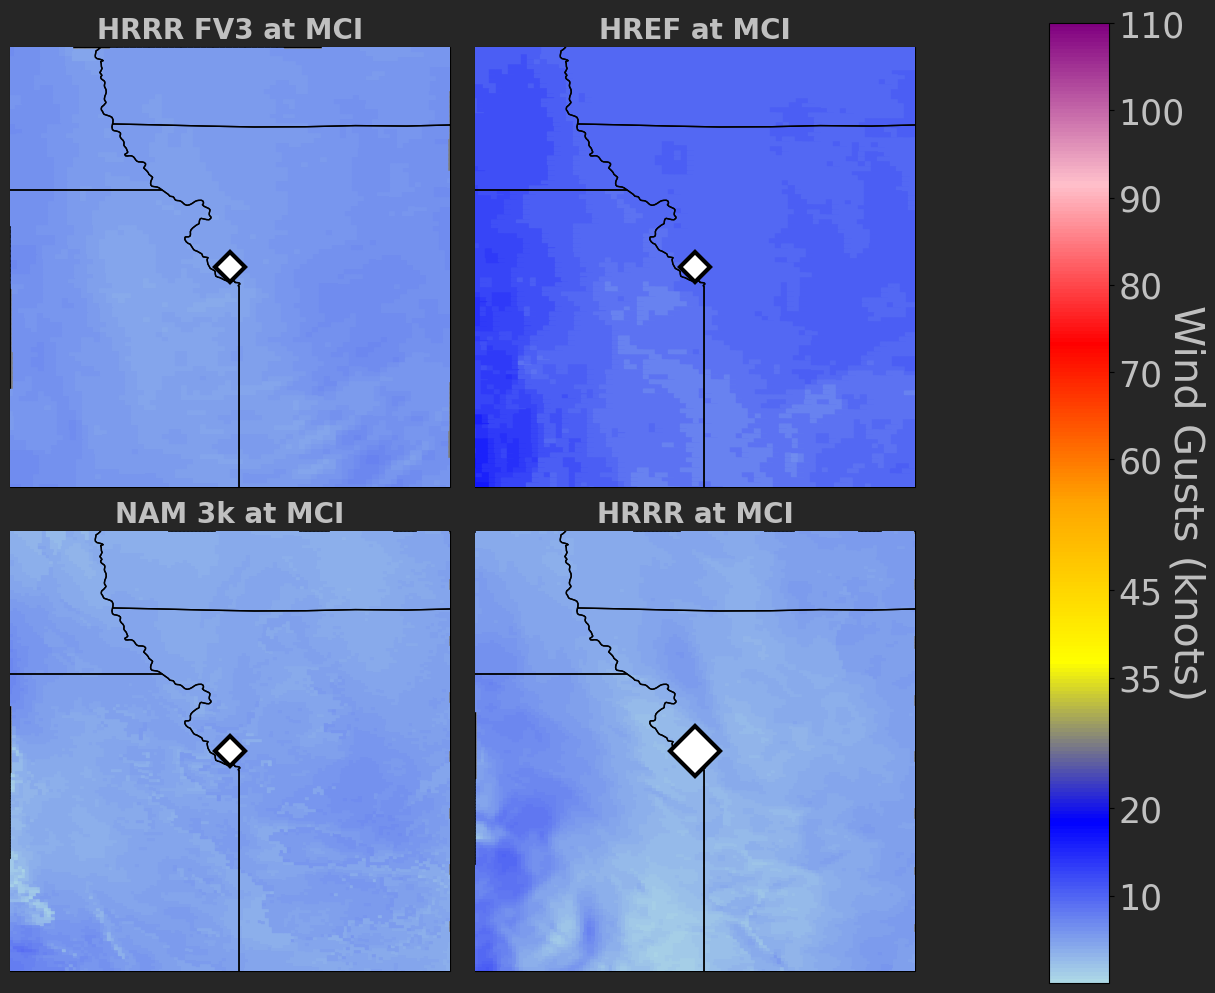 HRRR FV3 at MCI
HREF at MCI
NAM 3k at MCI
HRRR at MCI
110
100
90
80
70
60
45
35
20
10
Wind Gusts (knots)